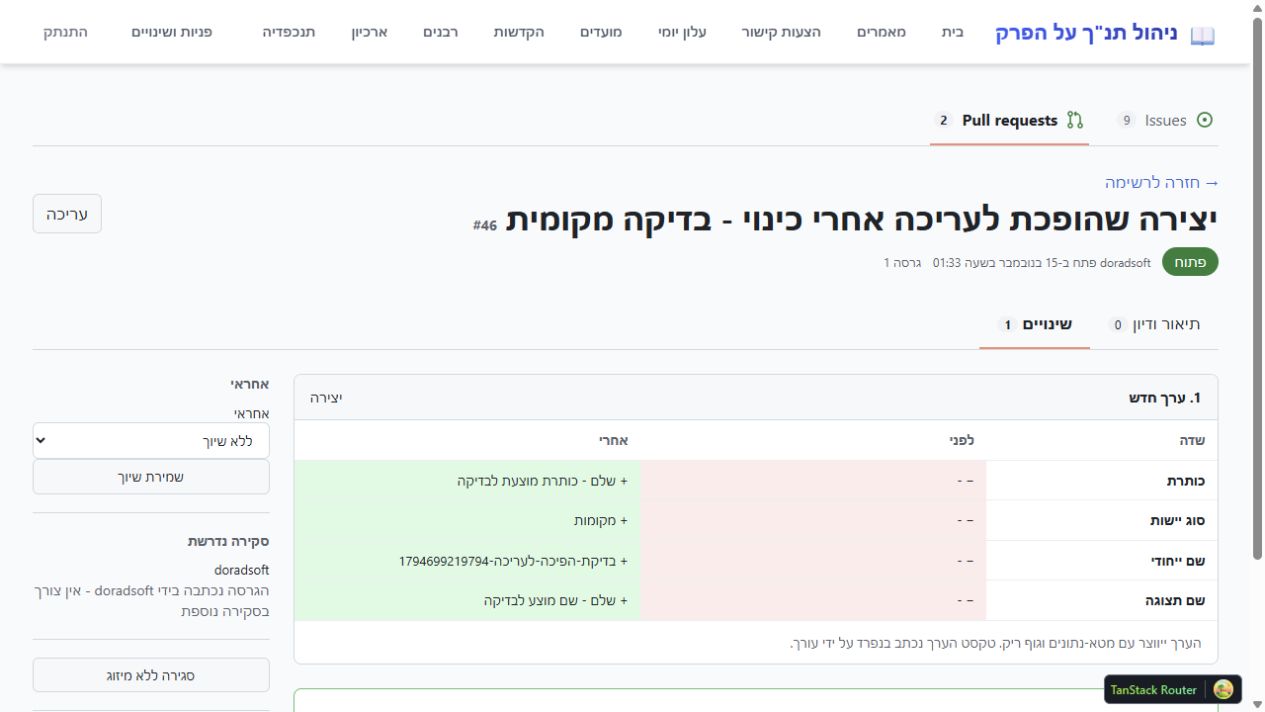 ניהול תנ"ך על הפרק
בית מאמרים הצעות קישור עלון יומי מועדים הקדשות רבנים ארכיון תנכפדיה פניות ושינויים התנתק
Issues 9 Pull requests 2
→ חזרה לרשימה
יצירה שהופכת לעריכה אחרי כינוי - בדיקה מקומית #46
עריכה
פתוח doradsoft פתח ב-15 בנובמבר בשעה 01:33 גרסה 1
תיאור ודיון 0 שינויים 1
1. ערך חדש יצירה
שדה לפני אחרי
כותרת - – + שלם - כותרת מוצעת לבדיקה
סוג יישות - – + מקומות
שם ייחודי - – + בדיקת-הפיכה-לעריכה-1794699219794
שם תצוגה - – + שלם - שם מוצע לבדיקה
הערך ייווצר עם מטא-נתונים וגוף ריק. טקסט הערך נכתב בנפרד על ידי עורך.
אחראי
אחראי
ללא שיוך
שמירת שיוך
סקירה נדרשת
doradsoft
הגרסה נכתבה בידי doradsoft - אין צורך
בסקירה נוספת
סגירה ללא מיזוג
TanStack Router